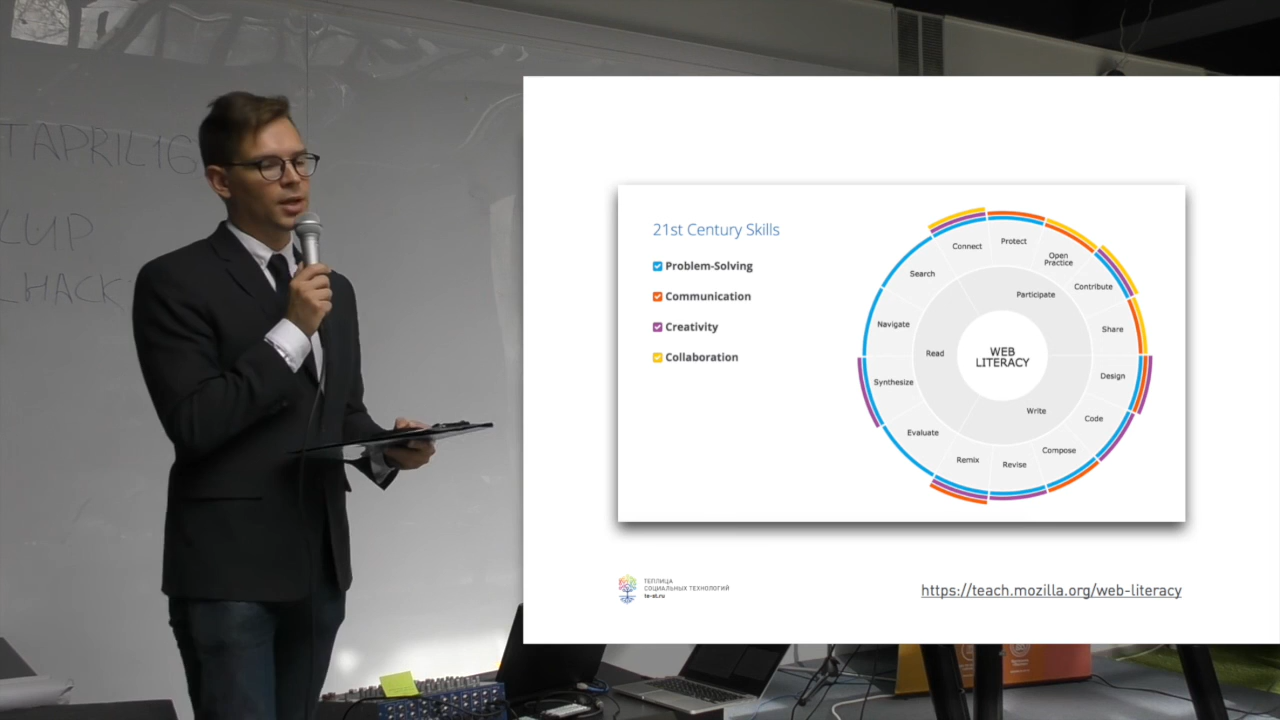 TAPRIL16
LUP
HACK
21st Century Skills
Problem-Solving
Communication
Creativity
Collaboration
Connect
Protect
Open
Practice
Contribute
Search
Participate
Navigate
Share
Read
WEB
LITERACY
Synthesize
Design
Write
Code
Evaluate
Compose
Remix
Revise
ТЕПЛИЦА
СОЦИАЛЬНЫХ ТЕХНОЛОГИЙ
te-st.ru
https://teach.mozilla.org/web-literacy